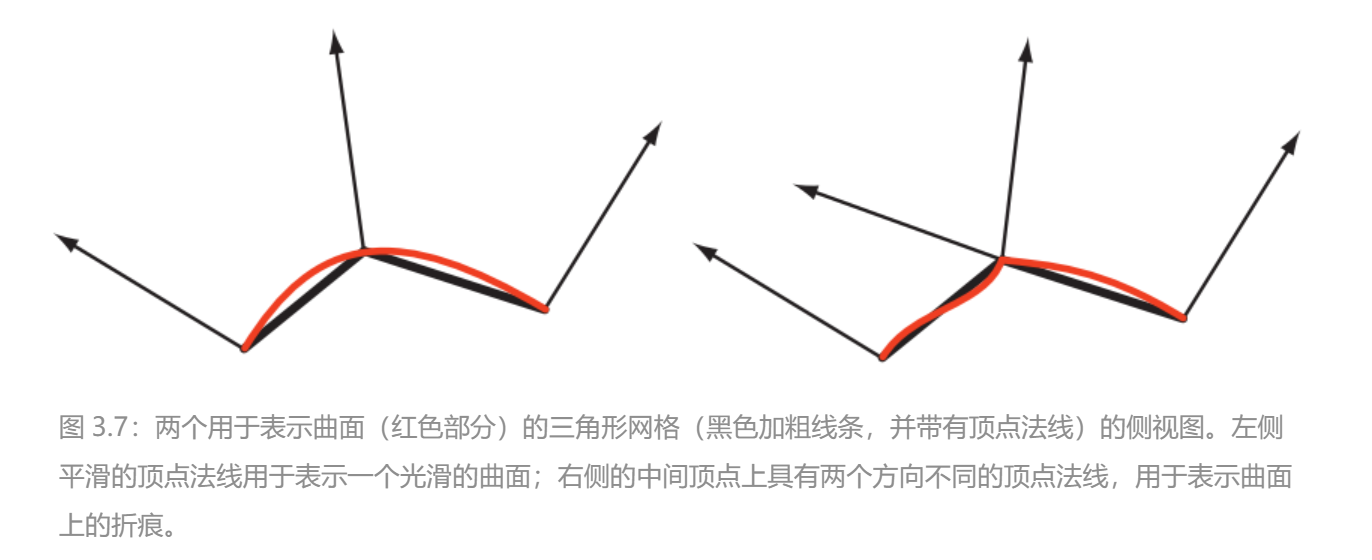 图 3.7：两个用于表示曲面（红色部分）的三角形网格（黑色加粗线条，并带有顶点法线）的侧视图。左侧
平滑的顶点法线用于表示一个光滑的曲面；右侧的中间顶点上具有两个方向不同的顶点法线，用于表示曲面
上的折痕。